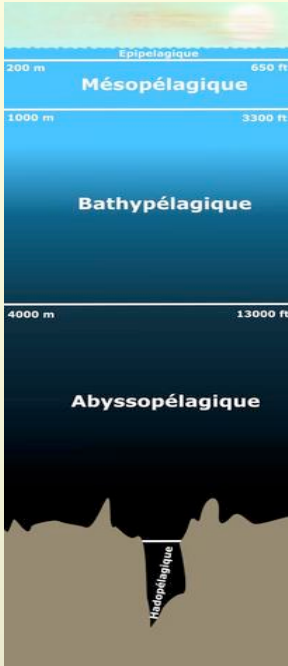 Epipelagique
200 m 650 ft
Mésopélagique
1000 m 3300 ft
Bathypélagique
4000 m 13000 ft
Abyssopélagique
Hadopélagique